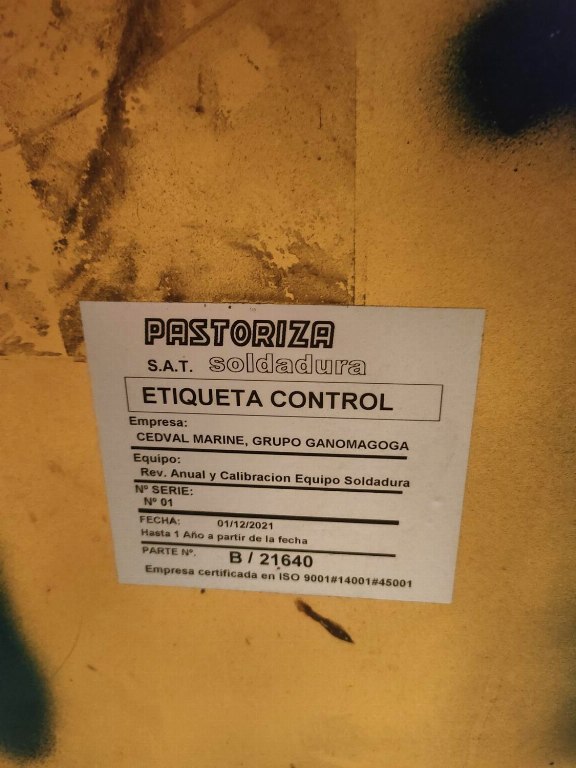 PASTORIZA
S.A.T. soldadura
ETIQUETA CONTROL
Empresa:
CEDVAL MARINE, GRUPO GANOMAGOGA
Equipo:
Rev. Anual y Calibracion Equipo Soldadura
Nº SERIE:
Nº 01
FECHA: 01/12/2021
Hasta 1 Año a partir de la fecha
PARTE Nº. B / 21640
Empresa certificada en ISO 9001#14001#45001